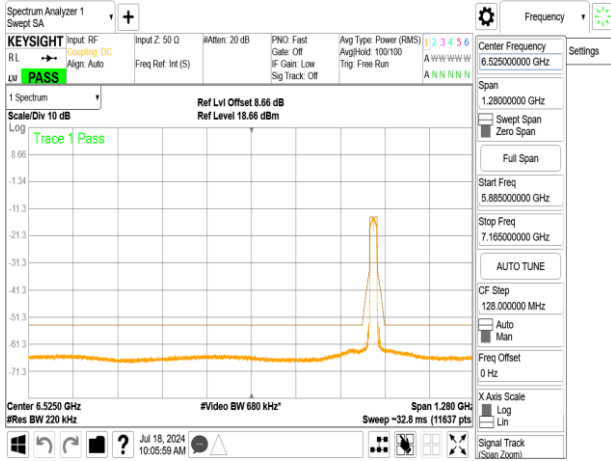 Spectrum Analyzer 1
Swept SA
+
KEYSIGHT
RL
LXI PASS
Input: RF
Coupling: DC
Align: Auto
Input Z: 50 Ω
Freq Ref: Int (S)
#Atten: 20 dB
PNO: Fast
Gate: Off
IF Gain: Low
Sig Track: Off
Avg Type: Power (RMS)
Avg|Hold: 100/100
Trig: Free Run
1 2 3 4 5 6
A W W W W W
A N N N N N
1 Spectrum
Scale/Div 10 dB
Log
Ref Lvl Offset 8.66 dB
Ref Level 18.66 dBm
Trace 1 Pass
8.66
-1.34
-11.3
-21.3
-31.3
-41.3
-51.3
-61.3
-71.3
Center 6.5250 GHz
#Res BW 220 kHz
#Video BW 680 kHz*
Span 1.280 GHz
Sweep ~32.8 ms (11637 pts
Jul 18, 2024
10:05:59 AM
?
Frequency
Settings
Center Frequency
6.525000000 GHz
Span
1.28000000 GHz
Swept Span
Zero Span
Full Span
Start Freq
5.885000000 GHz
Stop Freq
7.165000000 GHz
AUTO TUNE
CF Step
128.000000 MHz
Auto
Man
Freq Offset
0 Hz
X Axis Scale
Log
Lin
Signal Track
(Span Zoom)